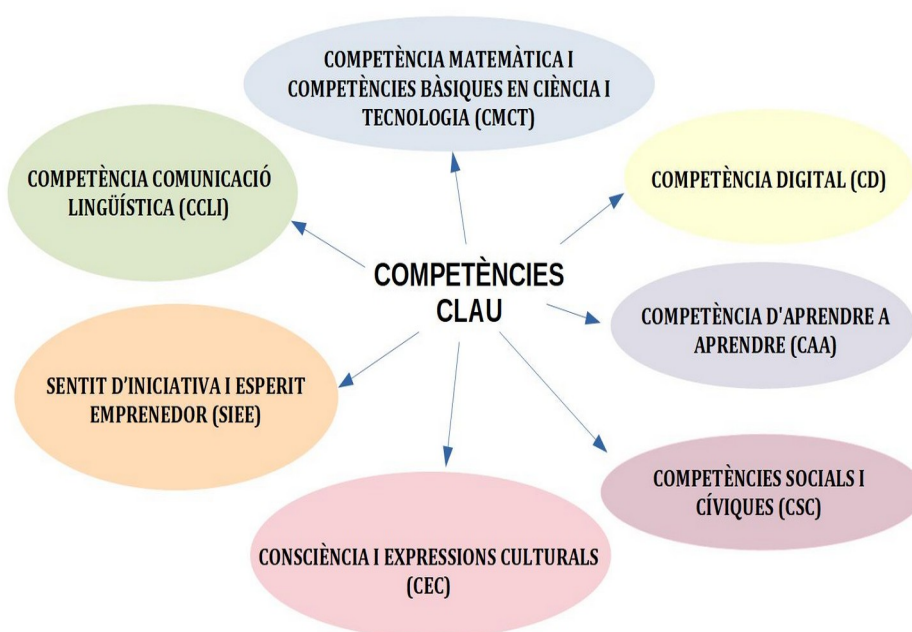 COMPETÈNCIA MATEMÀTICA I
COMPETÈNCIES BÀSIQUES EN CIÈNCIA I
TECNOLOGIA (CMCT)
COMPETÈNCIA COMUNICACIÓ
LINGÜÍSTICA (CCLI)
COMPETÈNCIA DIGITAL (CD)
COMPETÈNCIES
CLAU
COMPETÈNCIA D'APRENDRE A
APRENDRE (CAA)
SENTIT D’INICIATIVA I ESPERIT
EMPRENEDOR (SIEE)
COMPETÈNCIES SOCIALS I
CÍVIQUES (CSC)
CONSCIÈNCIA I EXPRESSIONS CULTURALS
(CEC)